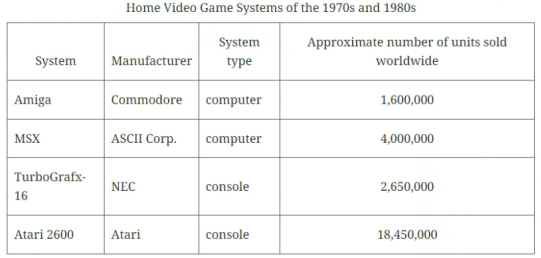 Home Video Game Systems of the 1970s and 1980s
System Manufacturer System type Approximate number of units sold worldwide
Amiga Commodore computer 1,600,000
MSX ASCII Corp. computer 4,000,000
TurboGrafx-16 NEC console 2,650,000
Atari 2600 Atari console 18,450,000